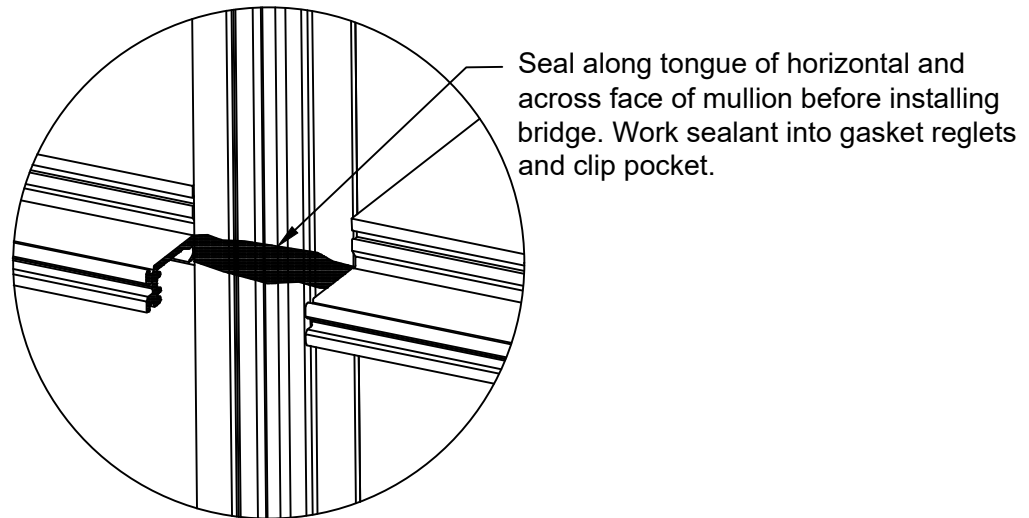 Seal along tongue of horizontal and
across face of mullion before installing
bridge. Work sealant into gasket reglets
and clip pocket.